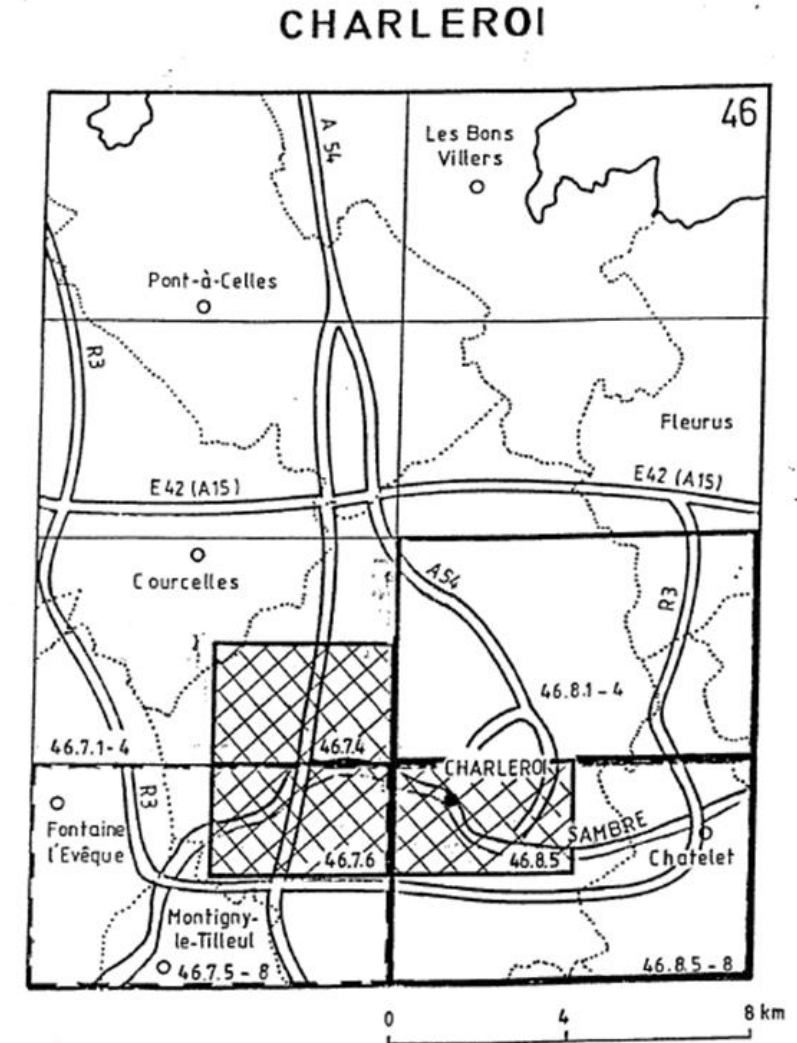 CHARLEROI
46
A 54
Les Bons
Villers
Pont-à-Celles
R3
Fleurus
E42 (A15)
E42 (A15)
Courcelles
A54
R3
46.8.1-4
46.7.1-4
46.7.4
CHARLEROI
R3
Fontaine
l'Evêque
SAMBRE
46.7.6
46.8.5
Chatelet
Montigny-
le-Tilleul
46.7.5-8
46.8.5-8
0 4 8 km